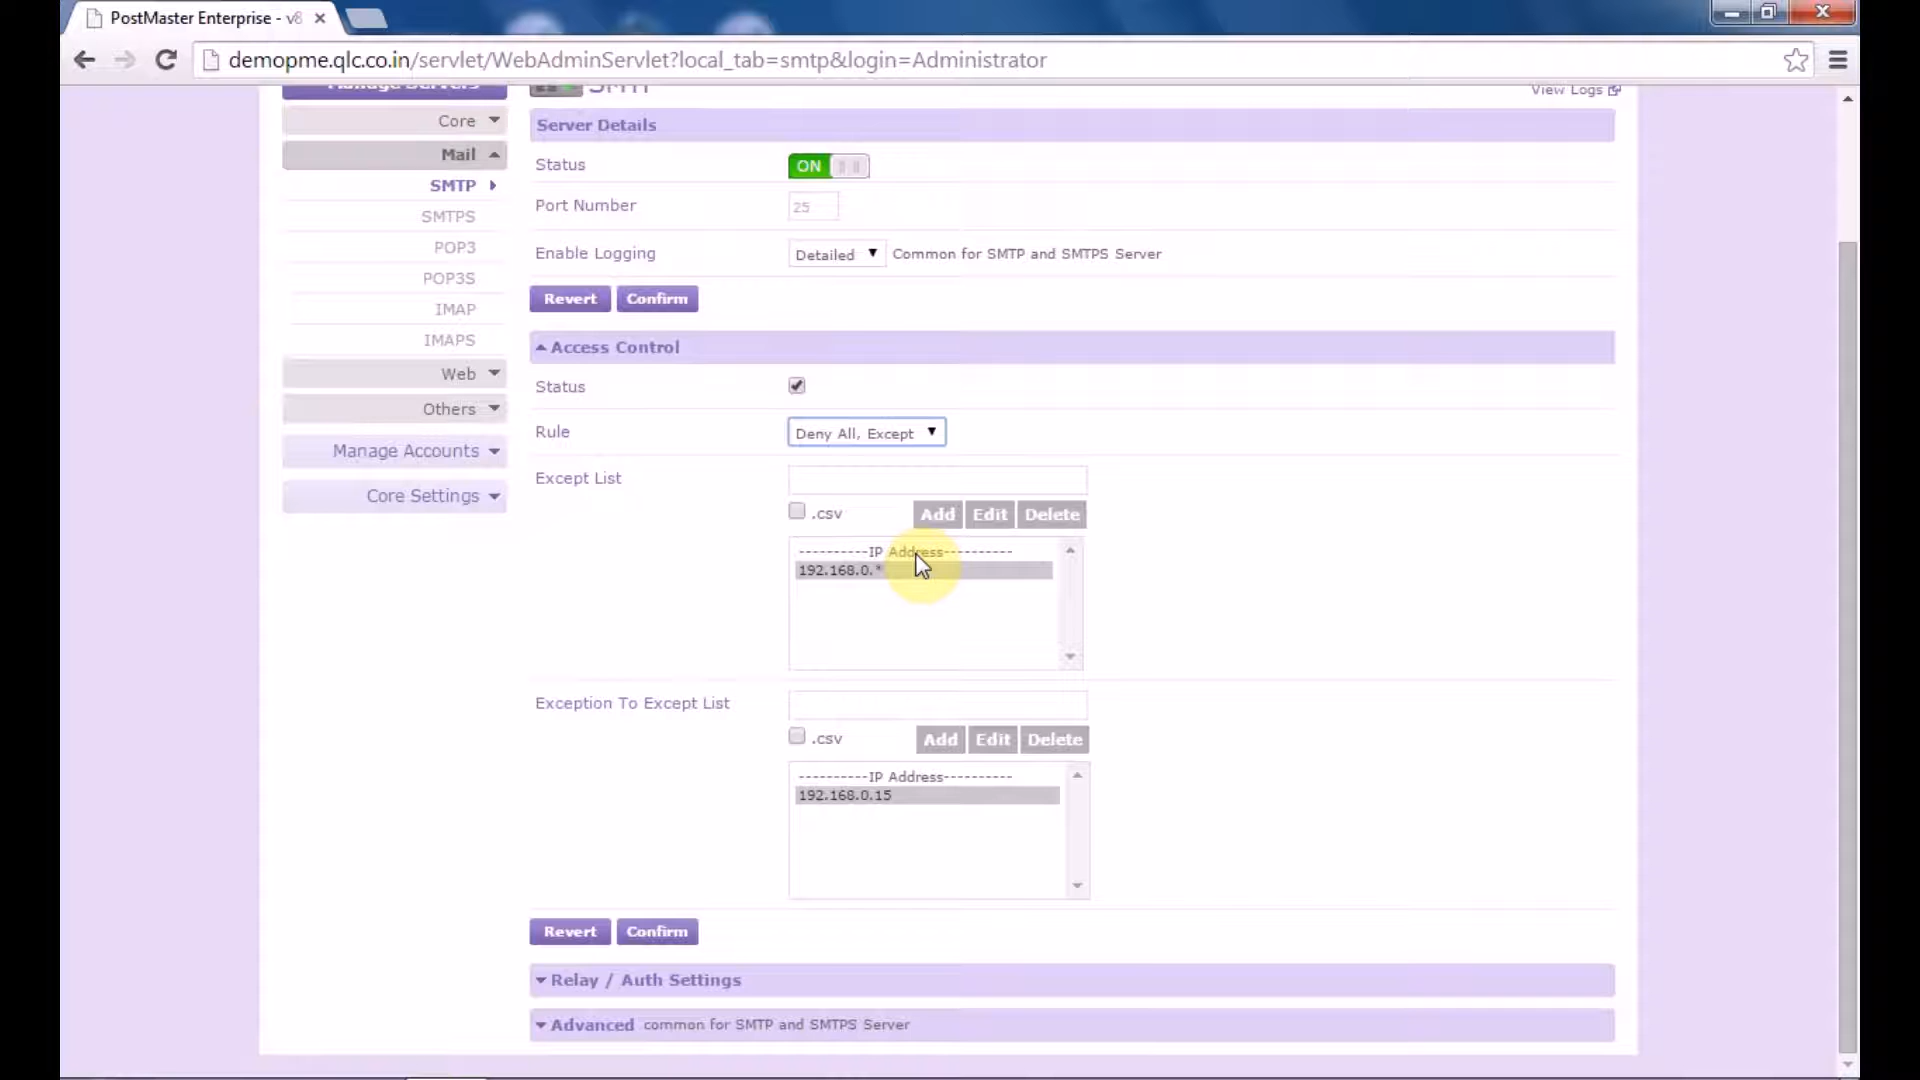 PostMaster Enterprise - v8
demopme.qlc.co.in/servlet/WebAdminServlet?local_tab=smtp&login=Administrator
Manage Servers
SMTP
View Logs
Core
Server Details
Mail
Status
ON
SMTP
Port Number
25
SMTPS
POP3
Enable Logging
Detailed
Common for SMTP and SMTPS Server
POP3S
Revert
Confirm
IMAP
IMAPS
Access Control
Web
Status
Others
Rule
Deny All, Except
Manage Accounts
Except List
Core Settings
.csv
Add
Edit
Delete
----------IP Address----------
192.168.0.*
Exception To Except List
.csv
Add
Edit
Delete
----------IP Address----------
192.168.0.15
Revert
Confirm
Relay / Auth Settings
Advanced common for SMTP and SMTPS Server